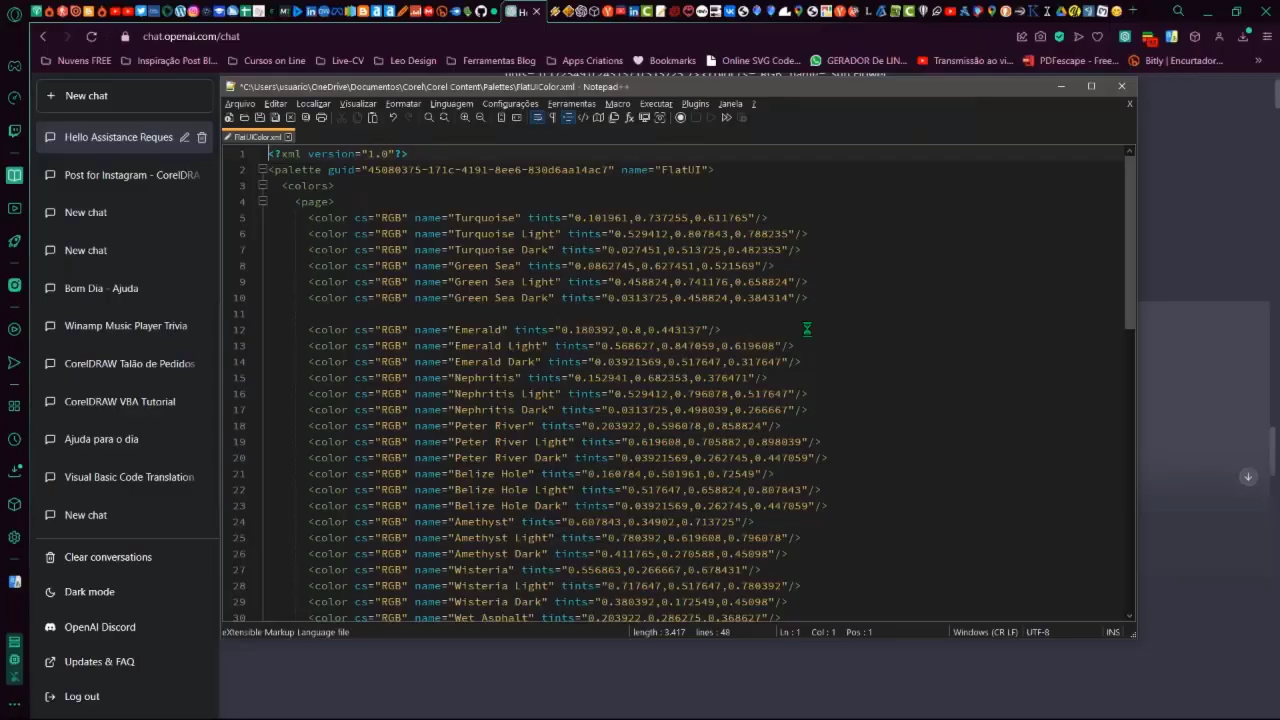 chat.openai.com/chat
Nuvens FREE
Inspiração Post Bl...
Cursos on Line
Live-CV
Leo Design
Ferramentas Blog
Apps Criations
Bookmarks
Online SVG Code...
GERADOR DE LIN...
Transmissão ao vivo...
PDFescape - Free...
Bitly | Encurtador...
New chat
Hello Assistance Reques
Post for Instagram - CorelDRA
New chat
New chat
Bom Dia - Ajuda
Winamp Music Player Trivia
CorelDRAW Talão de Pedidos
CorelDRAW VBA Tutorial
Ajuda para o dia
Visual Basic Code Translation
New chat
Clear conversations
Dark mode
OpenAI Discord
Updates & FAQ
Log out
*C:\Users\usuario\OneDrive\Documentos\Corel\Corel Content\Palettes\FlatUIColor.xml - Notepad++
Arquivo Editar Localizar Visualizar Formatar Linguagem Configurações Ferramentas Macro Executar Plugins Janela ?
FlatUIColor.xml
1 <?xml version="1.0"?>
2 <palette guid="45080375-171c-4191-8ee6-830d6aa14ac7" name="FlatUI">
3 <colors>
4 <page>
5 <color cs="RGB" name="Turquoise" tints="0.101961,0.737255,0.611765"/>
6 <color cs="RGB" name="Turquoise Light" tints="0.529412,0.807843,0.788235"/>
7 <color cs="RGB" name="Turquoise Dark" tints="0.027451,0.513725,0.482353"/>
8 <color cs="RGB" name="Green Sea" tints="0.0862745,0.627451,0.521569"/>
9 <color cs="RGB" name="Green Sea Light" tints="0.458824,0.741176,0.658824"/>
10 <color cs="RGB" name="Green Sea Dark" tints="0.0313725,0.458824,0.384314"/>
11
12 <color cs="RGB" name="Emerald" tints="0.180392,0.8,0.443137"/>
13 <color cs="RGB" name="Emerald Light" tints="0.568627,0.847059,0.619608"/>
14 <color cs="RGB" name="Emerald Dark" tints="0.03921569,0.517647,0.317647"/>
15 <color cs="RGB" name="Nephritis" tints="0.152941,0.682353,0.376471"/>
16 <color cs="RGB" name="Nephritis Light" tints="0.529412,0.796078,0.517647"/>
17 <color cs="RGB" name="Nephritis Dark" tints="0.0313725,0.498039,0.266667"/>
18 <color cs="RGB" name="Peter River" tints="0.203922,0.596078,0.858824"/>
19 <color cs="RGB" name="Peter River Light" tints="0.619608,0.705882,0.898039"/>
20 <color cs="RGB" name="Peter River Dark" tints="0.03921569,0.262745,0.447059"/>
21 <color cs="RGB" name="Belize Hole" tints="0.160784,0.501961,0.72549"/>
22 <color cs="RGB" name="Belize Hole Light" tints="0.517647,0.658824,0.807843"/>
23 <color cs="RGB" name="Belize Hole Dark" tints="0.03921569,0.262745,0.447059"/>
24 <color cs="RGB" name="Amethyst" tints="0.607843,0.34902,0.713725"/>
25 <color cs="RGB" name="Amethyst Light" tints="0.780392,0.619608,0.796078"/>
26 <color cs="RGB" name="Amethyst Dark" tints="0.411765,0.270588,0.45098"/>
27 <color cs="RGB" name="Wisteria" tints="0.556863,0.266667,0.678431"/>
28 <color cs="RGB" name="Wisteria Light" tints="0.717647,0.517647,0.780392"/>
29 <color cs="RGB" name="Wisteria Dark" tints="0.380392,0.172549,0.45098"/>
30 <color cs="RGB" name="Wet Asphalt" tints="0.203922,0.286275,0.368627"/>
eXtensible Markup Language file
length : 3.417 lines : 48
Ln : 1 Col : 1 Pos : 1
Windows (CR LF)
UTF-8
INS